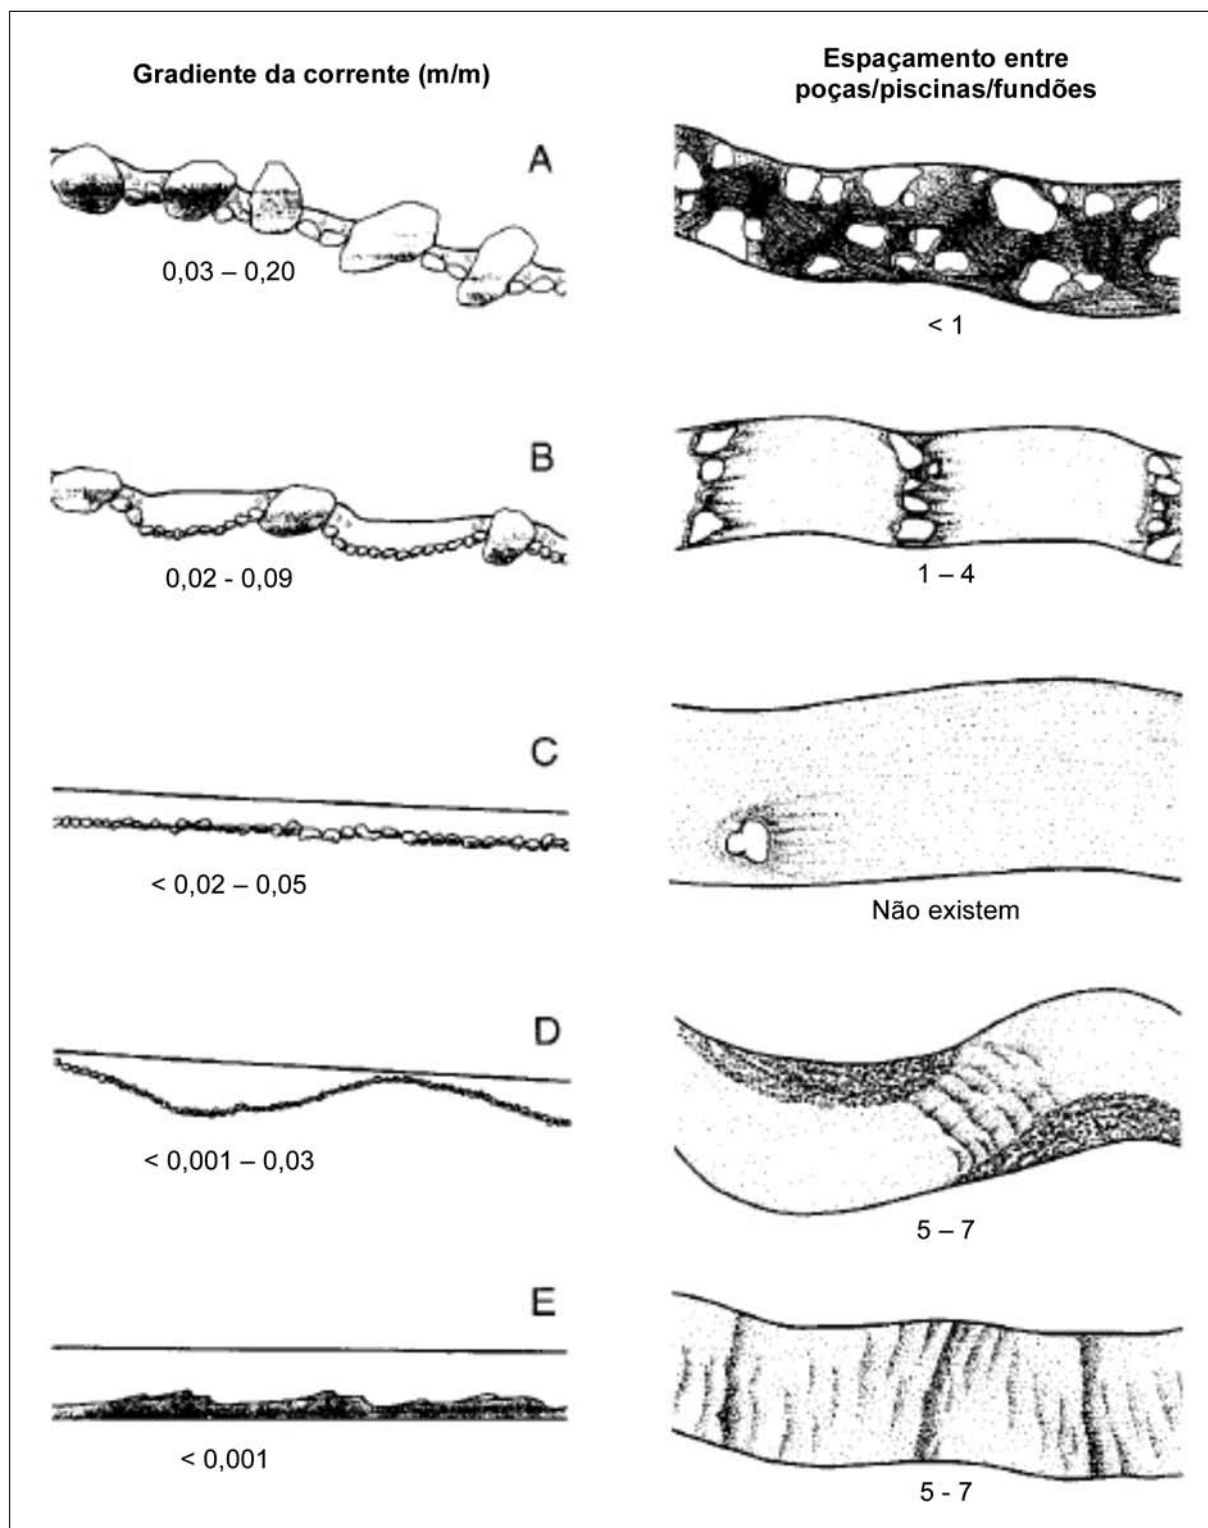 Gradiente da corrente (m/m)
Espaçamento entre
poças/piscinas/fundões
A
0,03 – 0,20
< 1
B
0,02 - 0,09
1 – 4
C
< 0,02 – 0,05
Não existem
D
< 0,001 – 0,03
5 – 7
E
< 0,001
5 - 7